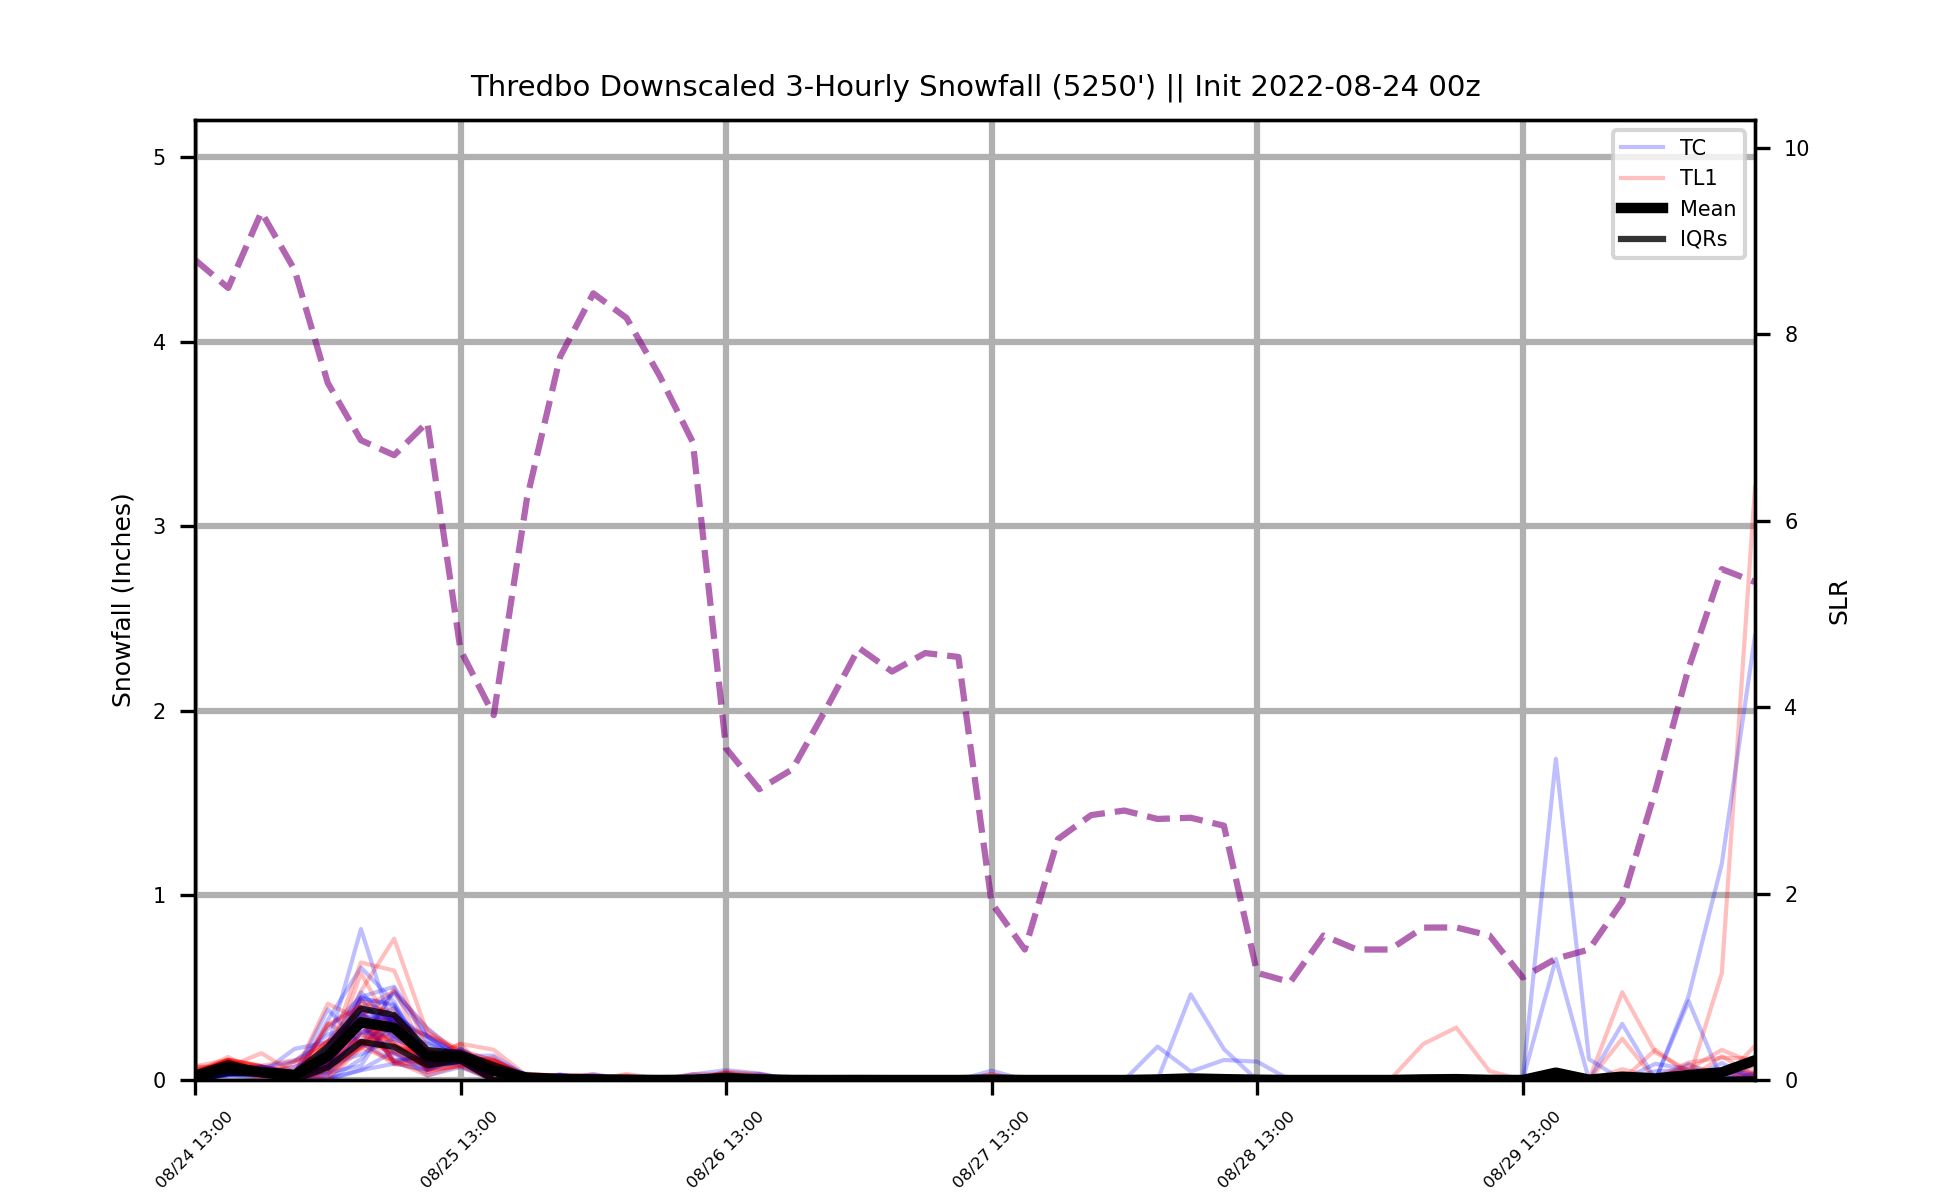 Thredbo Downscaled 3-Hourly Snowfall (5250') || Init 2022-08-24 00z
TC
TL1
Mean
IQRs
Snowfall (Inches)
5
4
3
2
1
0
SLR
10
8
6
4
2
0
08/24 13:00
08/25 13:00
08/26 13:00
08/27 13:00
08/28 13:00
08/29 13:00